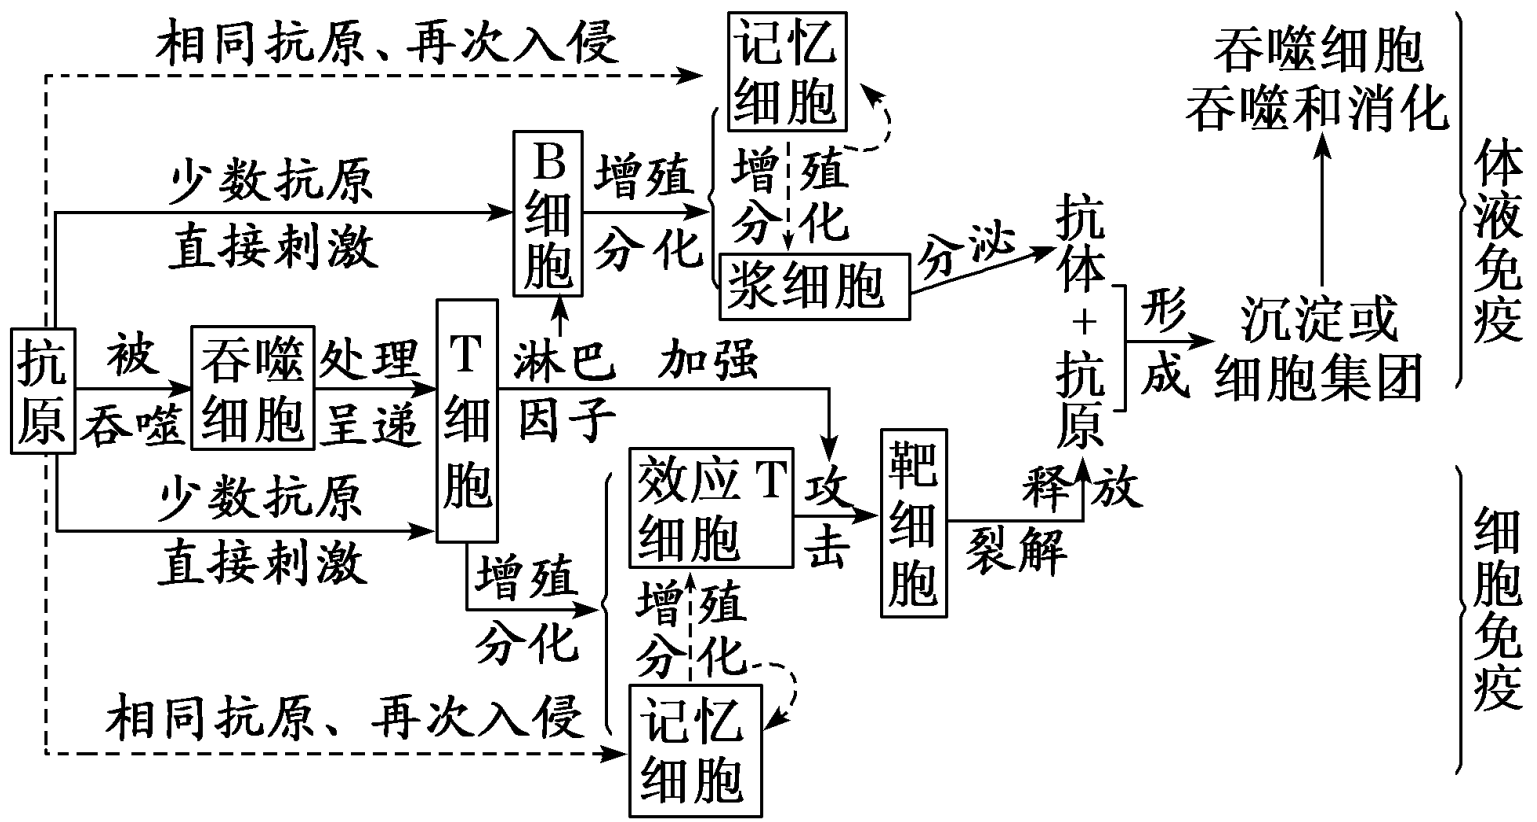 相同抗原、再次入侵
记忆
细胞
吞噬细胞
吞噬和消化
少数抗原
直接刺激
B
细
胞
增殖
分化
增殖
分化
浆细胞
分泌
抗
体
+
抗
原
形
成
沉淀或
细胞集团
体
液
免
疫
抗
原
被
吞噬
吞噬
细胞
处理
呈递
T
细
胞
淋巴
因子
加强
少数抗原
直接刺激
增殖
分化
效应T
细胞
攻
击
靶
细
胞
释放
裂解
增殖
分化
相同抗原、再次入侵
记忆
细胞
细
胞
免
疫